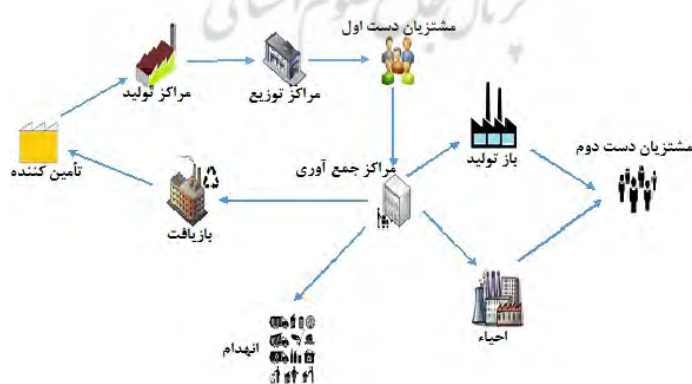 مشتریان دست اول
مراکز توزیع
مراکز تولید
مشتریان دست دوم
باز تولید
مراکز جمع آوری
تأمین کننده
بازیافت
احیاء
انهدام